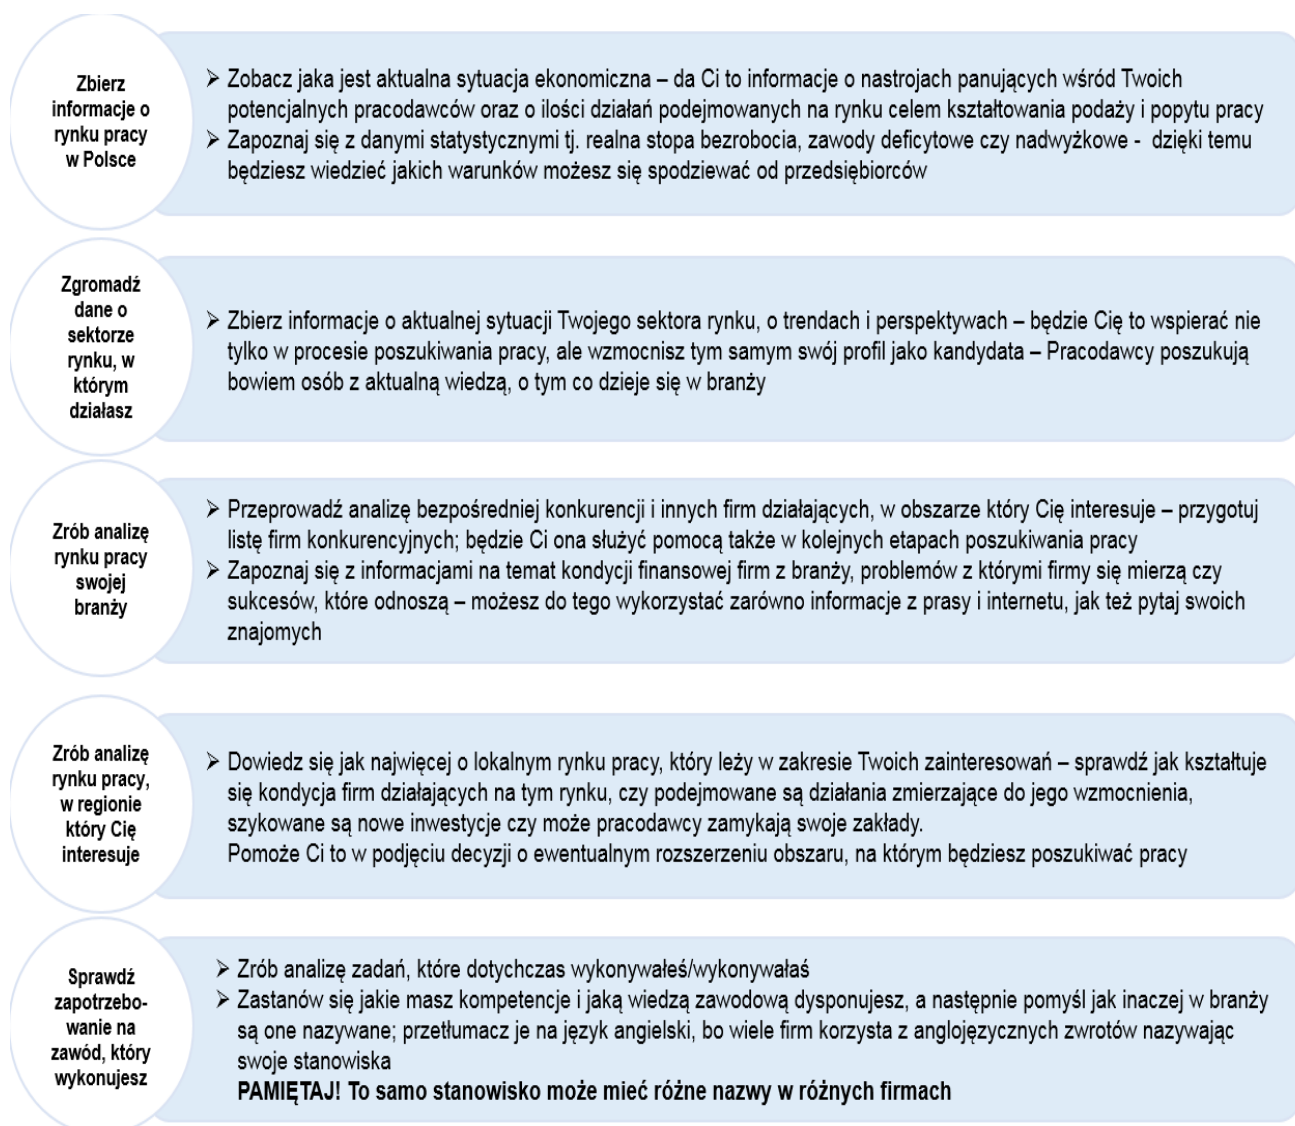 Zbierz
informacje o
rynku pracy
w Polsce
➢ Zobacz jaka jest aktualna sytuacja ekonomiczna – da Ci to informacje o nastrojach panujących wśród Twoich
potencjalnych pracodawców oraz o ilości działań podejmowanych na rynku celem kształtowania podaży i popytu pracy
➢ Zapoznaj się z danymi statystycznymi tj. realna stopa bezrobocia, zawody deficytowe czy nadwyżkowe - dzięki temu
będziesz wiedzieć jakich warunków możesz się spodziewać od przedsiębiorców
Zgromadź
dane o
sektorze
rynku, w
którym
działasz
➢ Zbierz informacje o aktualnej sytuacji Twojego sektora rynku, o trendach i perspektywach – będzie Cię to wspierać nie
tylko w procesie poszukiwania pracy, ale wzmocnisz tym samym swój profil jako kandydata – Pracodawcy poszukują
bowiem osób z aktualną wiedzą, o tym co dzieje się w branży
Zrób analizę
rynku pracy
swojej
branży
➢ Przeprowadź analizę bezpośredniej konkurencji i innych firm działających, w obszarze który Cię interesuje – przygotuj
listę firm konkurencyjnych; będzie Ci ona służyć pomocą także w kolejnych etapach poszukiwania pracy
➢ Zapoznaj się z informacjami na temat kondycji finansowej firm z branży, problemów z którymi firmy się mierzą czy
sukcesów, które odnoszą – możesz do tego wykorzystać zarówno informacje z prasy i internetu, jak też pytaj swoich
znajomych
Zrób analizę
rynku pracy,
w regionie
który Cię
interesuje
➢ Dowiedz się jak najwięcej o lokalnym rynku pracy, który leży w zakresie Twoich zainteresowań – sprawdź jak kształtuje
się kondycja firm działających na tym rynku, czy podejmowane są działania zmierzające do jego wzmocnienia,
szykowane są nowe inwestycje czy może pracodawcy zamykają swoje zakłady.
Pomoże Ci to w podjęciu decyzji o ewentualnym rozszerzeniu obszaru, na którym będziesz poszukiwać pracy
Sprawdź
zapotrzebo-
wanie na
zawód, który
wykonujesz
➢ Zrób analizę zadań, które dotychczas wykonywałeś/wykonywałaś
➢ Zastanów się jakie masz kompetencje i jaką wiedzą zawodową dysponujesz, a następnie pomyśl jak inaczej w branży
są one nazywane; przetłumacz je na język angielski, bo wiele firm korzysta z anglojęzycznych zwrotów nazywając
swoje stanowiska
PAMIĘTAJ! To samo stanowisko może mieć różne nazwy w różnych firmach